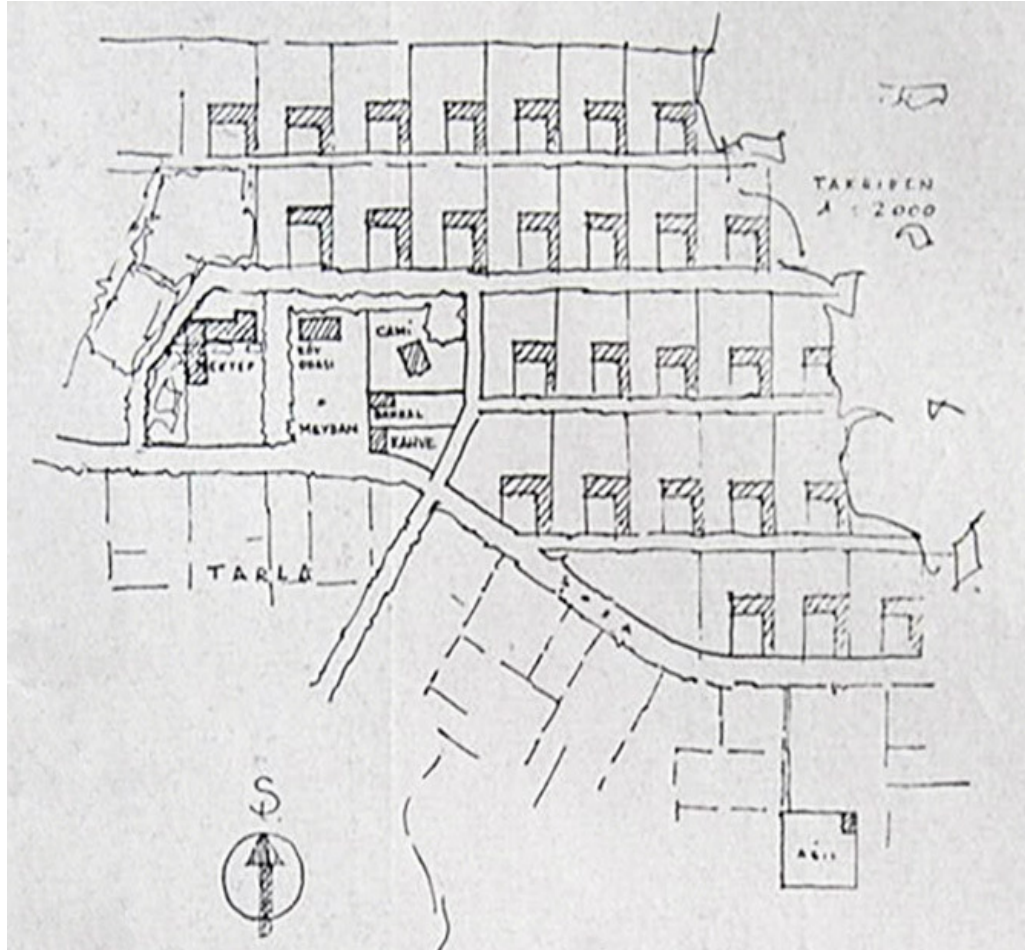 TAKRİBEN
1:2000
CAMİ
KÖY
ODASI
MEKTEP
BAKKAL
MEYDAN
KAHVE
TARLA
AĞIL
S